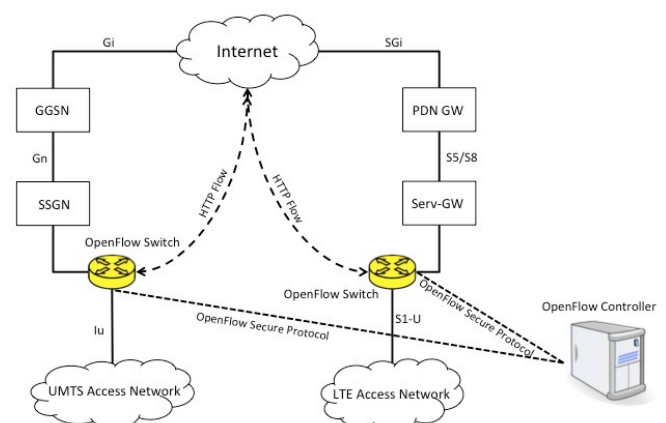 Gi
Internet
SGi
GGSN
PDN GW
Gn
S5/S8
HTTP Flow
HTTP Flow
SSGN
Serv-GW
OpenFlow Switch
OpenFlow Switch
OpenFlow Secure Protocol
OpenFlow Controller
Iu
OpenFlow Secure Protocol
S1-U
UMTS Access Network
LTE Access Network